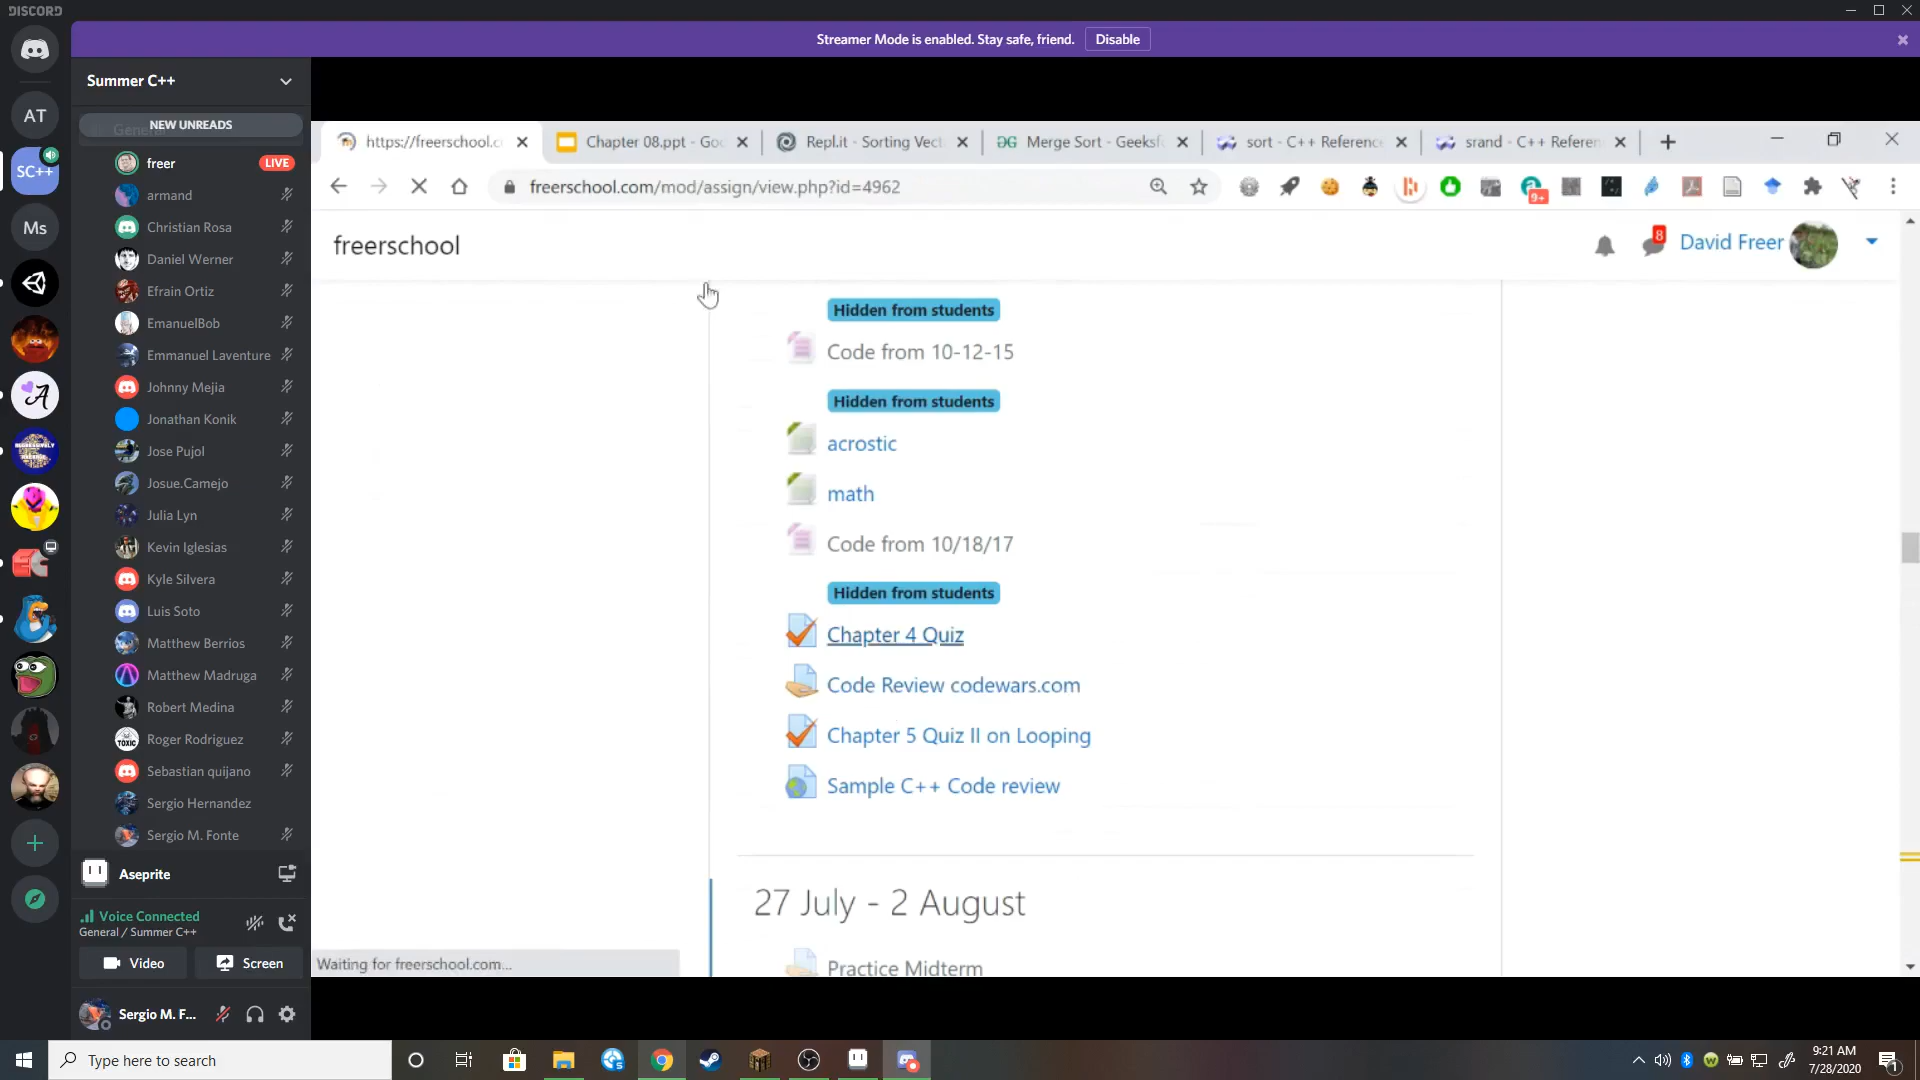 DISCORD
Streamer Mode is enabled. Stay safe, friend.
Disable
Summer C++
NEW UNREADS
AT
SC++
Ms
freer
LIVE
armand
Christian Rosa
Daniel Werner
Efrain Ortiz
EmanuelBob
Emmanuel Laventure
Johnny Mejia
Jonathan Konik
Jose Pujol
Josue.Camejo
Julia Lyn
Kevin Iglesias
Kyle Silvera
Luis Soto
Matthew Berrios
Matthew Madruga
Robert Medina
Roger Rodriguez
Sebastian quijano
Sergio Hernandez
Sergio M. Fonte
Aseprite
Voice Connected
General / Summer C++
Video
Screen
Sergio M. F...
https://freerschool.c
Chapter 08.ppt - Goo
Repl.it - Sorting Vect
Merge Sort - Geeksf
sort - C++ Reference
srand - C++ Referen
freerschool.com/mod/assign/view.php?id=4962
9+
freerschool
8
David Freer
Hidden from students
Code from 10-12-15
Hidden from students
acrostic
math
Code from 10/18/17
Hidden from students
Chapter 4 Quiz
Code Review codewars.com
Chapter 5 Quiz II on Looping
Sample C++ Code review
27 July - 2 August
Practice Midterm
Waiting for freerschool.com...
Type here to search
9:21 AM
7/28/2020
1